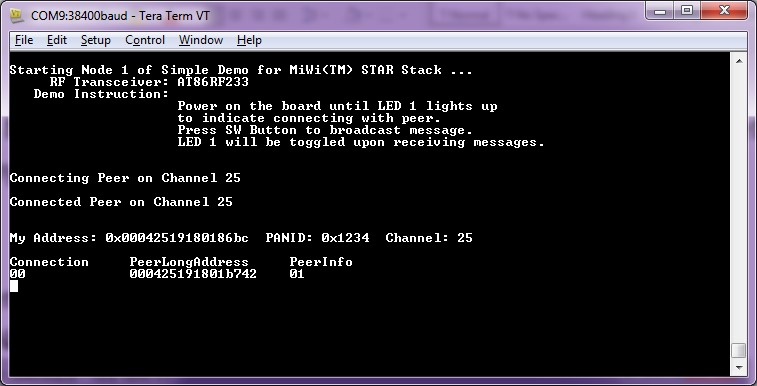 COM9:38400baud - Tera Term VT
File Edit Setup Control Window Help
Starting Node 1 of Simple Demo for MiWi(TM) STAR Stack ...
RF Transceiver: AT86RF233
Demo Instruction:
Power on the board until LED 1 lights up
to indicate connecting with peer.
Press SW Button to broadcast message.
LED 1 will be toggled upon receiving messages.
Connecting Peer on Channel 25
Connected Peer on Channel 25
My Address: 0x00042519180186bc PANID: 0x1234 Channel: 25
Connection PeerLongAddress PeerInfo
00 000425191801b742 01